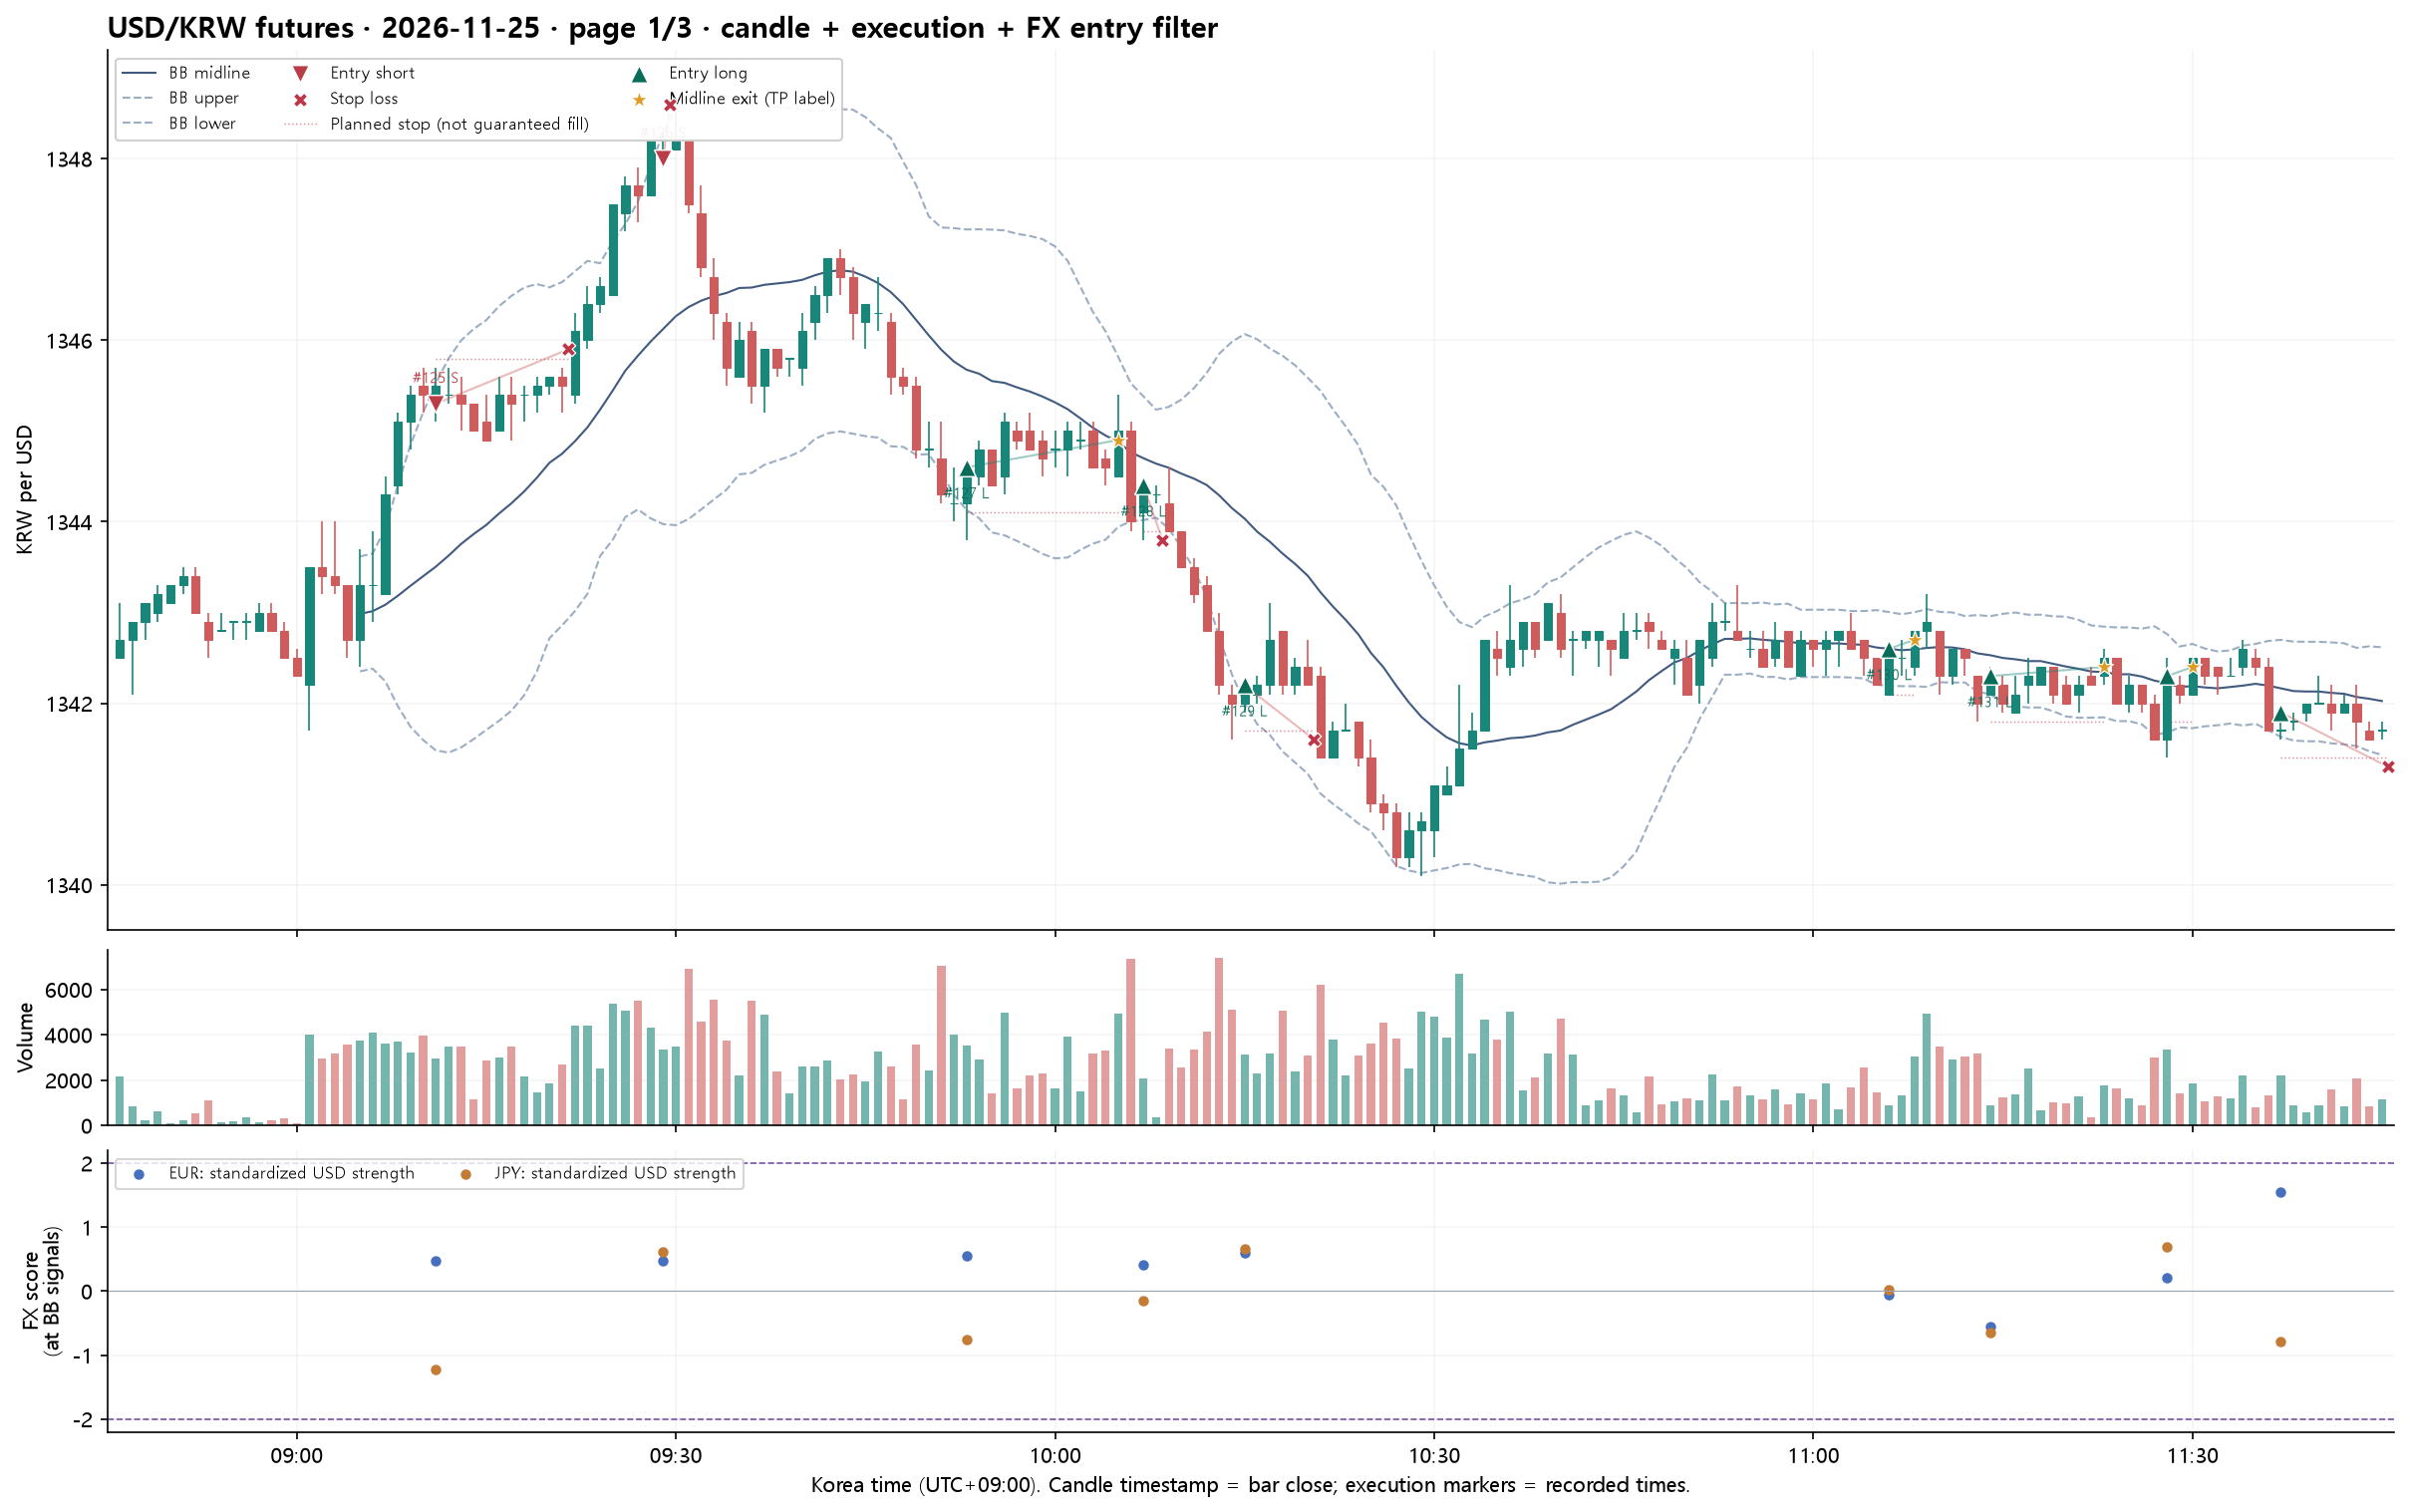 USD/KRW futures · 2026-11-25 · page 1/3 · candle + execution + FX entry filter
BB midline
BB upper
BB lower
Entry short
Stop loss
Planned stop (not guaranteed fill)
Entry long
Midline exit (TP label)
KRW per USD
1348
1346
1344
1342
1340
#125 S
#127 L
#128 L
#129 L
#130 L
#131 L
Volume
6000
4000
2000
0
EUR: standardized USD strength
JPY: standardized USD strength
FX score
(at BB signals)
2
1
0
-1
-2
09:00
09:30
10:00
10:30
11:00
11:30
Korea time (UTC+09:00). Candle timestamp = bar close; execution markers = recorded times.